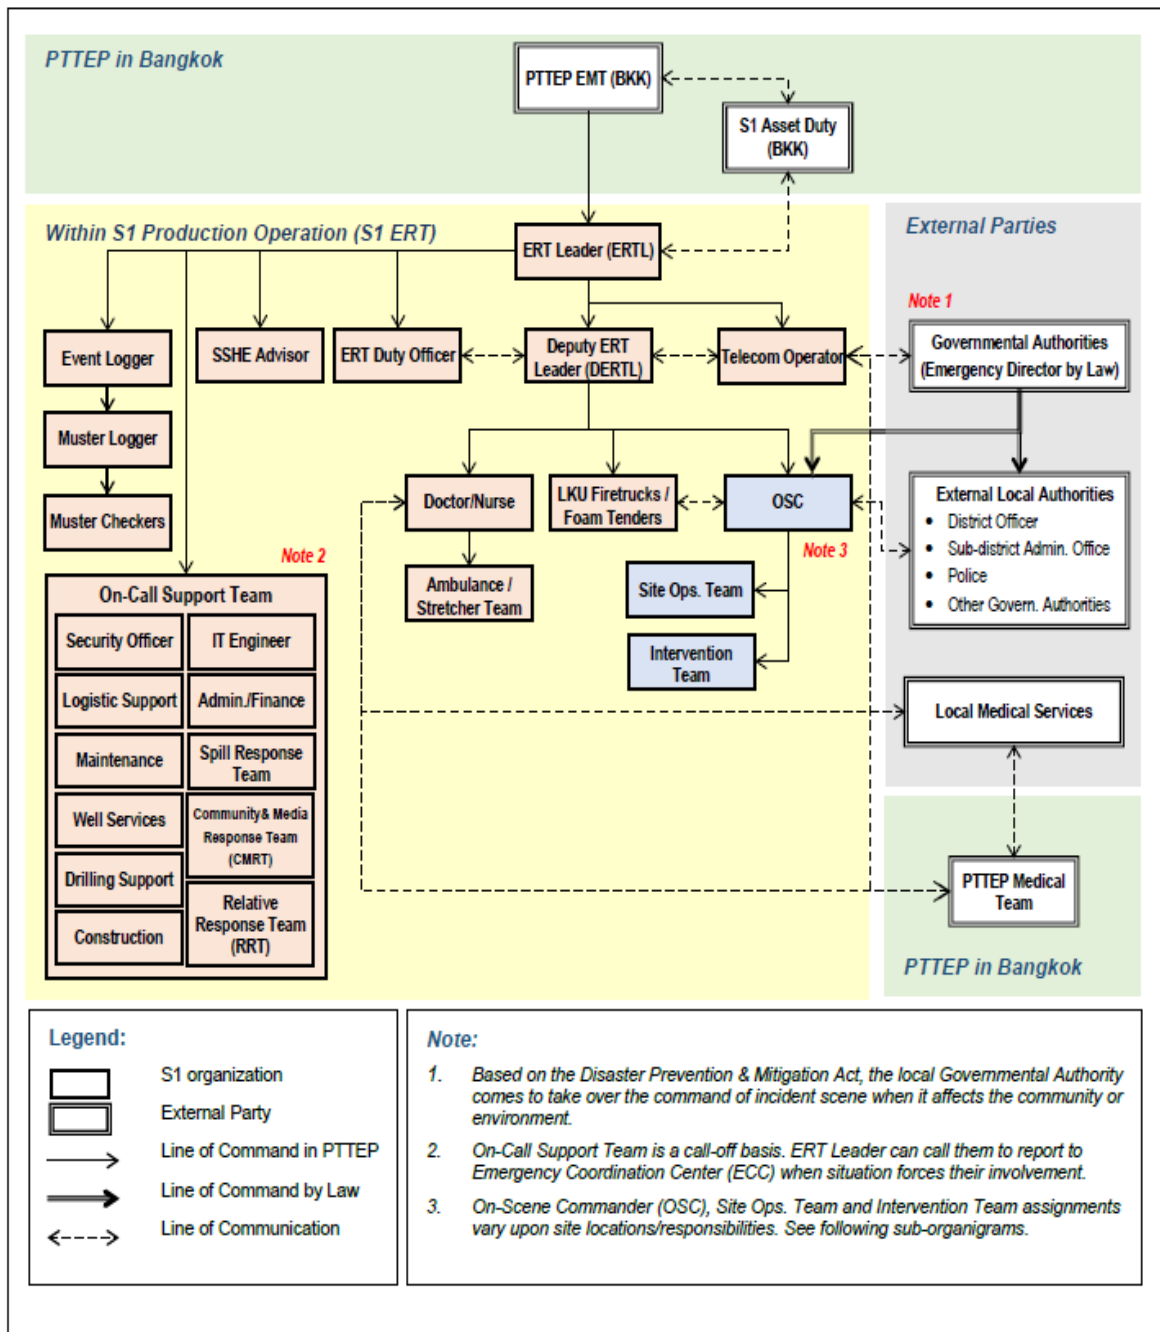 PTTEP in Bangkok
PTTEP EMT (BKK)
S1 Asset Duty
(BKK)
Within S1 Production Operation (S1 ERT)
ERT Leader (ERTL)
External Parties
Note 1
Event Logger
SSHE Advisor
ERT Duty Officer
Deputy ERT
Leader (DERTL)
Telecom Operator
Governmental Authorities
(Emergency Director by Law)
Muster Logger
Muster Checkers
Doctor/Nurse
LKU Firetrucks /
Foam Tenders
OSC
External Local Authorities
• District Officer
• Sub-district Admin. Office
• Police
• Other Govern. Authorities
Note 2
Note 3
Ambulance /
Stretcher Team
Site Ops. Team
Intervention
Team
On-Call Support Team
Security Officer
IT Engineer
Logistic Support
Admin./Finance
Maintenance
Spill Response
Team
Well Services
Community& Media
Response Team
(CMRT)
Drilling Support
Construction
Relative
Response Team
(RRT)
Local Medical Services
PTTEP Medical
Team
PTTEP in Bangkok
Legend:
S1 organization
External Party
Line of Command in PTTEP
Line of Command by Law
Line of Communication
Note:
1. Based on the Disaster Prevention & Mitigation Act, the local Governmental Authority
comes to take over the command of incident scene when it affects the community or
environment.
2. On-Call Support Team is a call-off basis. ERT Leader can call them to report to
Emergency Coordination Center (ECC) when situation forces their involvement.
3. On-Scene Commander (OSC), Site Ops. Team and Intervention Team assignments
vary upon site locations/responsibilities. See following sub-organigrams.